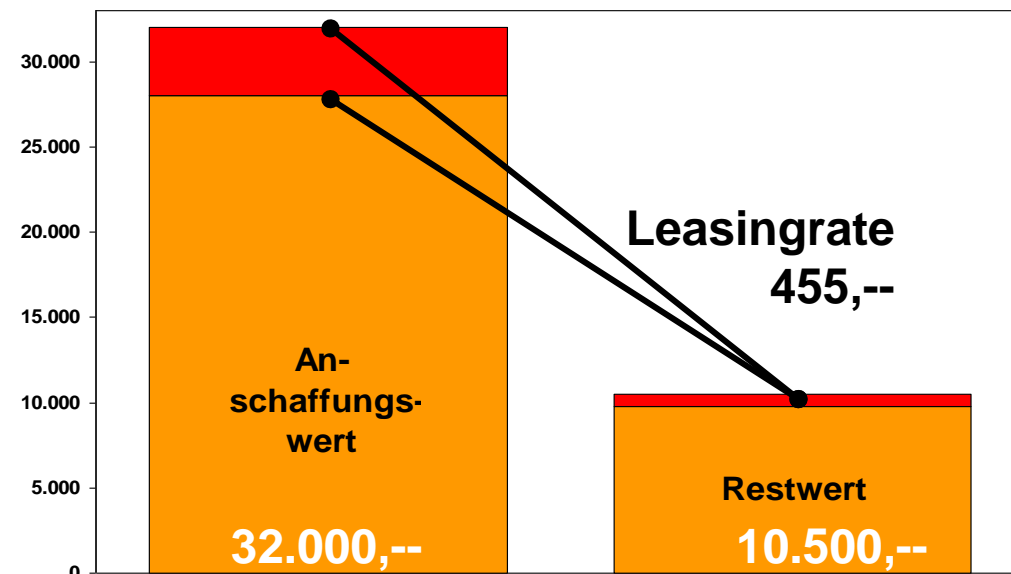 30.000
25.000
20.000
15.000
10.000
5.000
0
An-
schaffungs-
wert
32.000,--
Leasingrate
455,--
Restwert
10.500,--